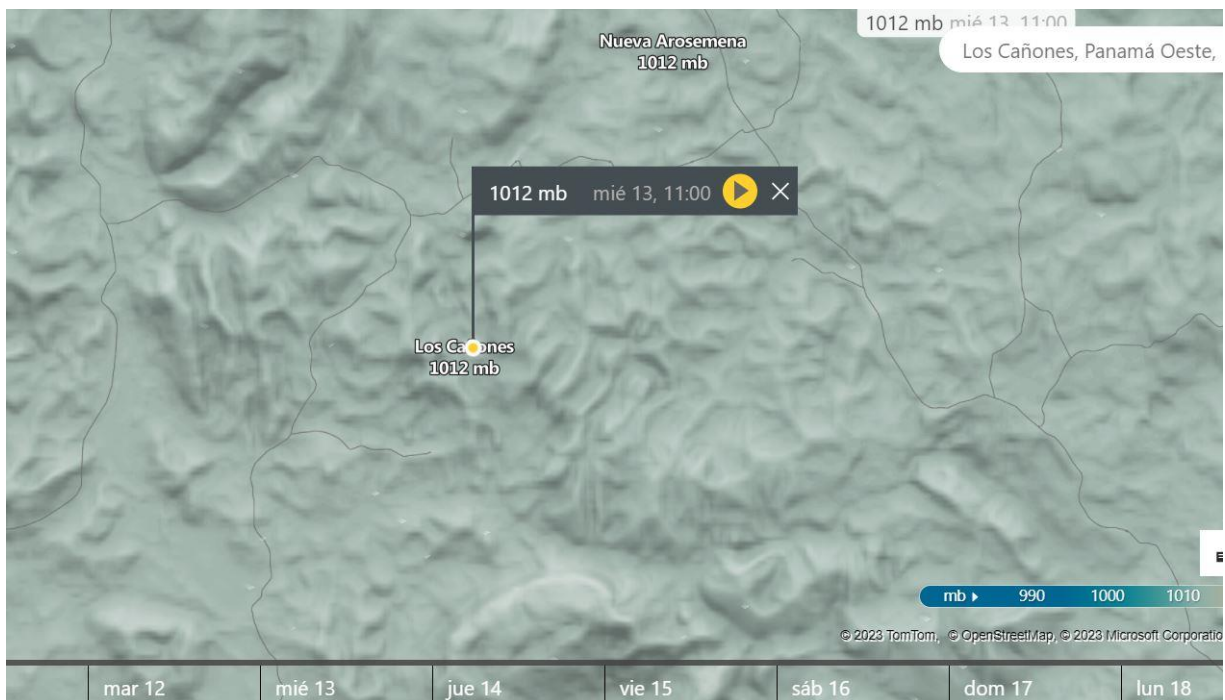 1012 mb mié 13, 11:00
Los Cañones, Panamá Oeste,
Nueva Arosemena
1012 mb
1012 mb mié 13, 11:00
Los Cañones
1012 mb
mb 990 1000 1010
© 2023 TomTom, © OpenStreetMap, © 2023 Microsoft Corporatio
mar 12 mié 13 jue 14 vie 15 sáb 16 dom 17 lun 18